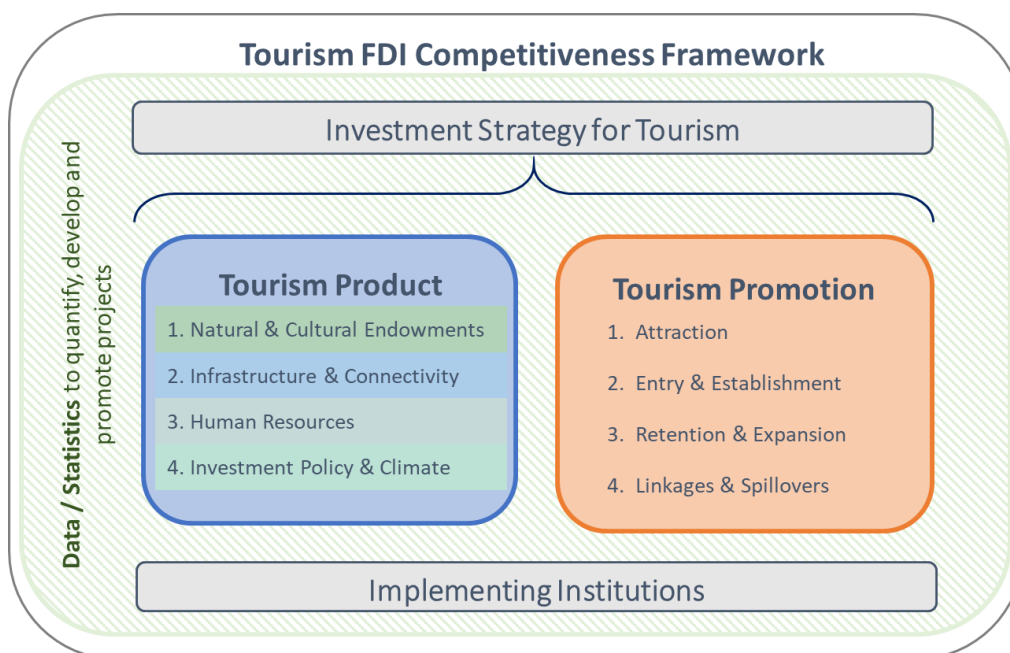 Tourism FDI Competitiveness Framework
Investment Strategy for Tourism
Data / Statistics to quantify, develop and
promote projects
Tourism Product
1. Natural & Cultural Endowments
2. Infrastructure & Connectivity
3. Human Resources
4. Investment Policy & Climate
Tourism Promotion
1. Attraction
2. Entry & Establishment
3. Retention & Expansion
4. Linkages & Spillovers
Implementing Institutions